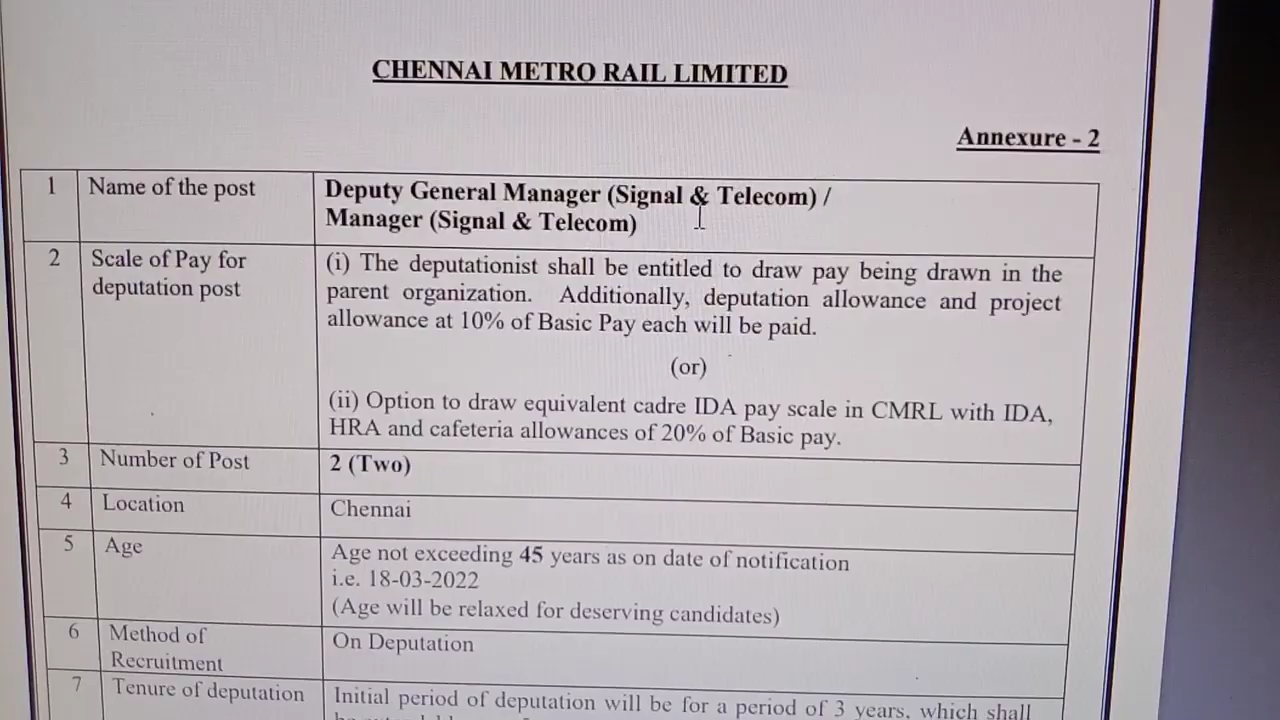 CHENNAI METRO RAIL LIMITED
Annexure - 2
1 Name of the post Deputy General Manager (Signal & Telecom) /
Manager (Signal & Telecom)
2 Scale of Pay for deputation post (i) The deputationist shall be entitled to draw pay being drawn in the
parent organization. Additionally, deputation allowance and project
allowance at 10% of Basic Pay each will be paid.
(or)
(ii) Option to draw equivalent cadre IDA pay scale in CMRL with IDA,
HRA and cafeteria allowances of 20% of Basic pay.
3 Number of Post 2 (Two)
4 Location Chennai
5 Age Age not exceeding 45 years as on date of notification
i.e. 18-03-2022
(Age will be relaxed for deserving candidates)
6 Method of Recruitment On Deputation
7 Tenure of deputation Initial period of deputation will be for a period of 3 years, which shall